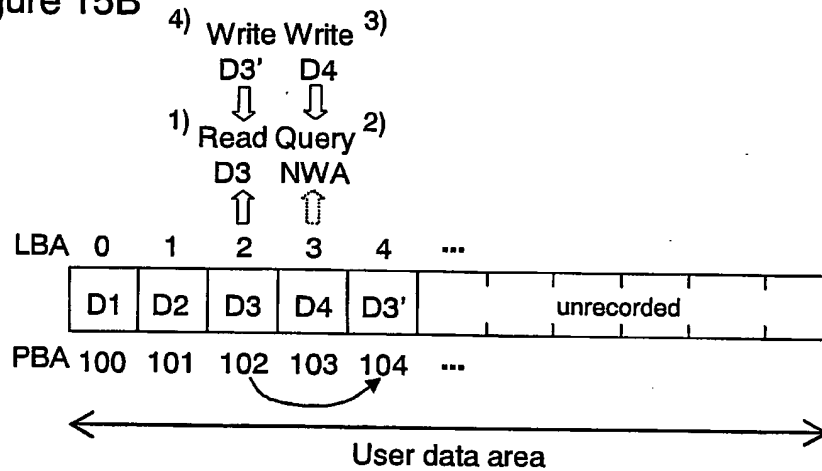 gure 15B
4) Write Write 3)
D3' D4
1) Read Query 2)
D3 NWA
LBA 0 1 2 3 4 ...
D1 D2 D3 D4 D3' unrecorded
PBA 100 101 102 103 104 ...
User data area